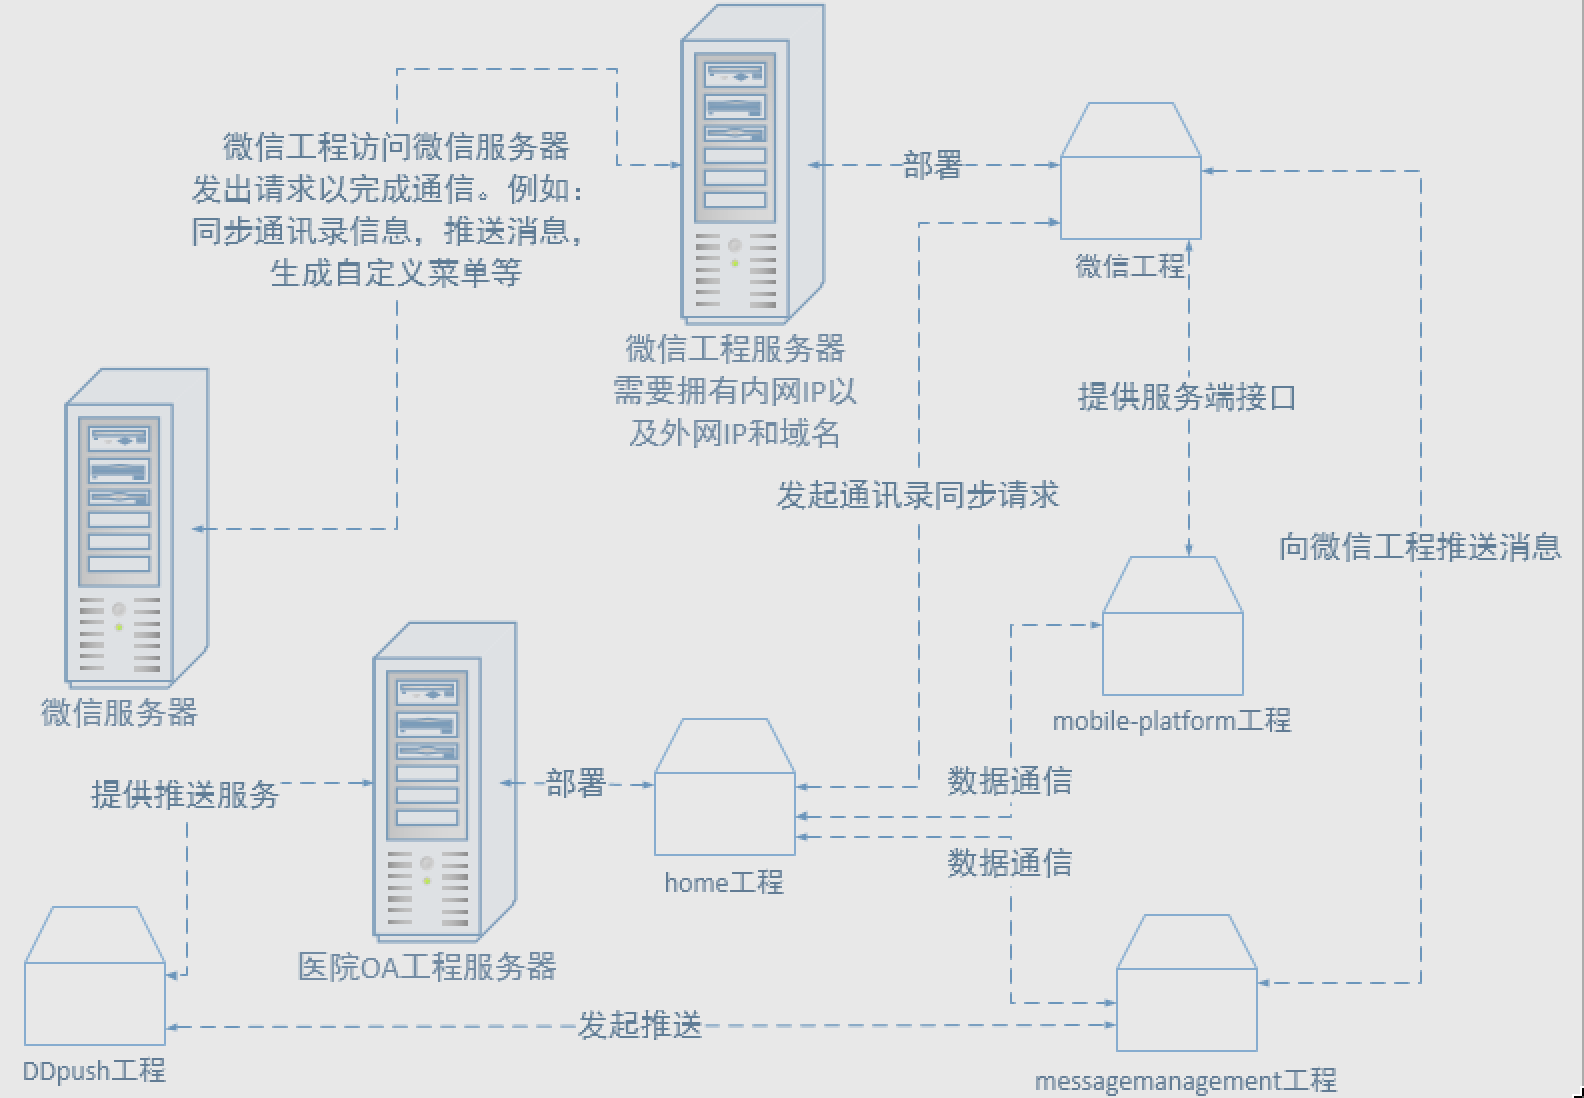 微信工程访问微信服务器
发出请求以完成通信。例如：
同步通讯录信息，推送消息，
生成自定义菜单等
部署
微信工程
微信工程服务器
需要拥有内网IP以
及外网IP和域名
提供服务端接口
发起通讯录同步请求
向微信工程推送消息
微信服务器
mobile-platform工程
提供推送服务
部署
数据通信
数据通信
home工程
医院OA工程服务器
发起推送
DDpush工程
messagemanagement工程